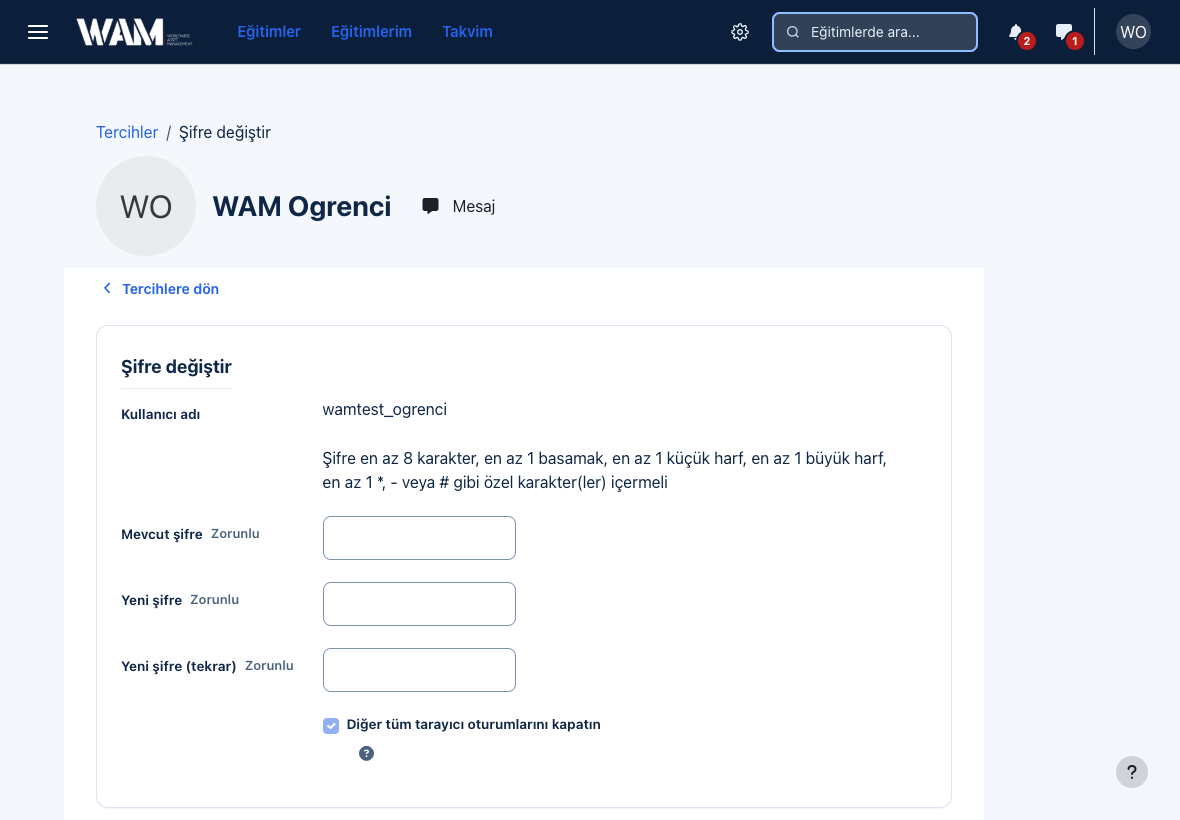 WAM WORLDWIDE ASSET MANAGEMENT
Eğitimler
Eğitimlerim
Takvim
Eğitimlerde ara...
2
1
WO
Tercihler / Şifre değiştir
WO
WAM Ogrenci
Mesaj
Tercihlere dön
Şifre değiştir
Kullanıcı adı
wamtest_ogrenci
Şifre en az 8 karakter, en az 1 basamak, en az 1 küçük harf, en az 1 büyük harf,
en az 1 *, - veya # gibi özel karakter(ler) içermeli
Mevcut şifre Zorunlu
Yeni şifre Zorunlu
Yeni şifre (tekrar) Zorunlu
Diğer tüm tarayıcı oturumlarını kapatın
?
?